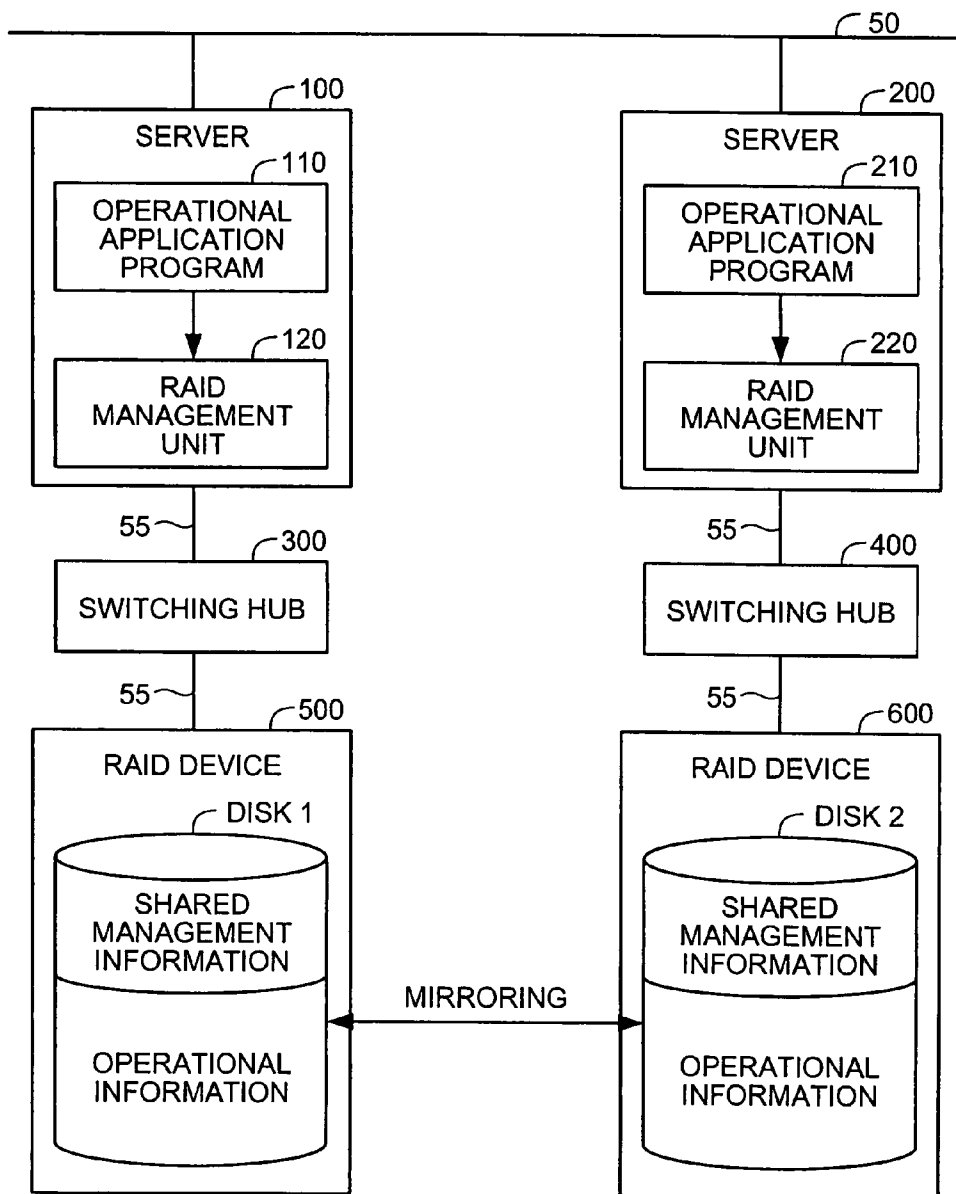 50
100
200
SERVER
SERVER
110
210
OPERATIONAL
APPLICATION
PROGRAM
OPERATIONAL
APPLICATION
PROGRAM
120
220
RAID
MANAGEMENT
UNIT
RAID
MANAGEMENT
UNIT
55
55
300
400
SWITCHING HUB
SWITCHING HUB
55
55
500
600
RAID DEVICE
RAID DEVICE
DISK 1
DISK 2
SHARED
MANAGEMENT
INFORMATION
SHARED
MANAGEMENT
INFORMATION
MIRRORING
OPERATIONAL
INFORMATION
OPERATIONAL
INFORMATION